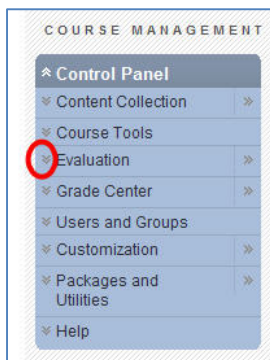 COURSE MANAGEMENT
Control Panel
Content Collection
Course Tools
Evaluation
Grade Center
Users and Groups
Customization
Packages and
Utilities
Help